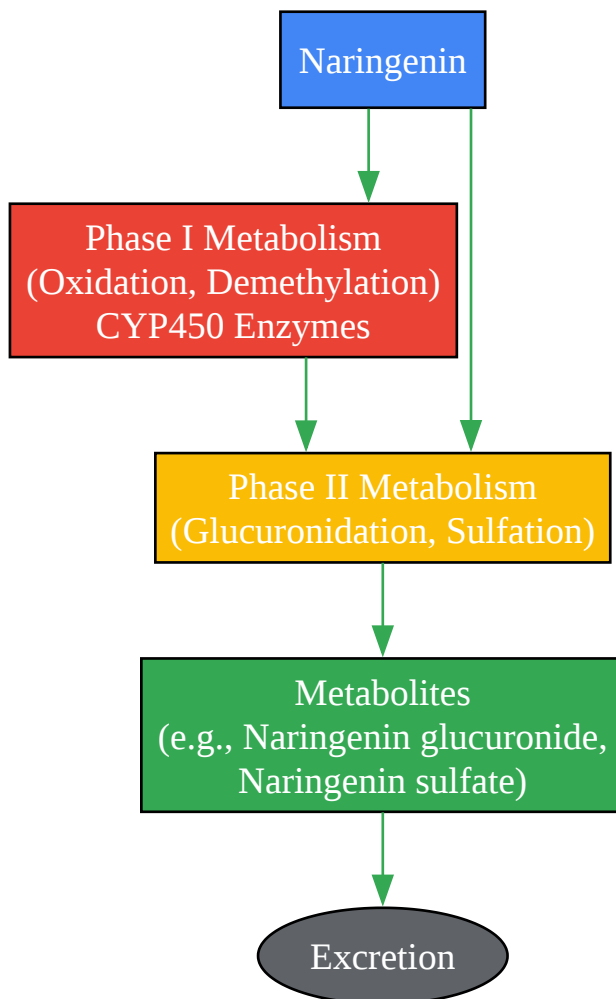 Naringenin
Phase I Metabolism
(Oxidation, Demethylation)
CYP450 Enzymes
Phase II Metabolism
(Glucuronidation, Sulfation)
Metabolites
(e.g., Naringenin glucuronide,
Naringenin sulfate)
Excretion